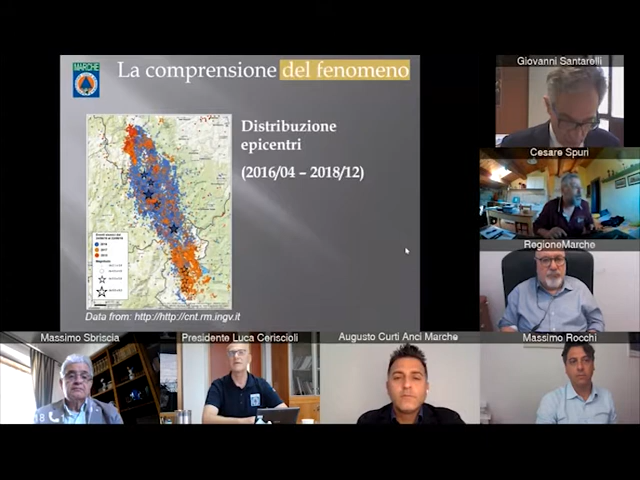 Giovanni Santarelli
MARCHE
La comprensione del fenomeno
Distribuzione
epicentri
(2016/04 – 2018/12)
Cesare Spuri
RegioneMarche
Data from: http://http://cnt.rm.ingv.it
Massimo Sbriscia
Presidente Luca Ceriscioli
Augusto Curti Anci Marche
Massimo Rocchi
18